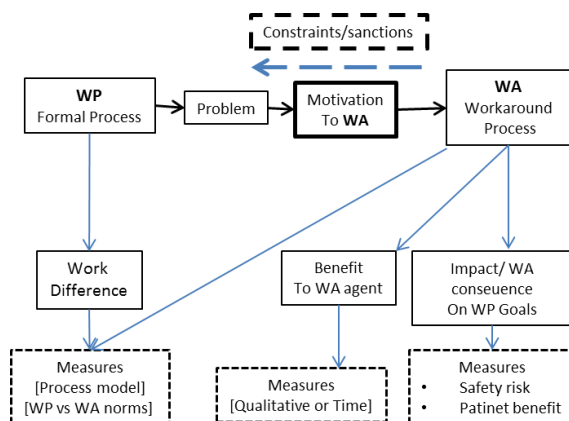 Constraints/sanctions
WP
Formal Process
Problem
Motivation
To WA
WA
Workaround
Process
Work
Difference
Benefit
To WA agent
Impact/ WA
conseuence
On WP Goals
Measures
[Process model]
[WP vs WA norms]
Measures
[Qualitative or Time]
Measures
• Safety risk
• Patinet benefit